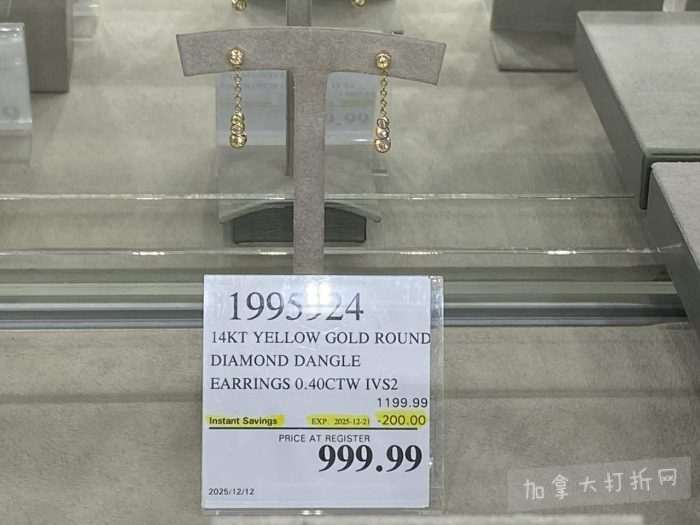 1995924
14KT YELLOW GOLD ROUND
DIAMOND DANGLE
EARRINGS 0.40CTW IVS2
1199.99
Instant Savings EXP. 2025-12-21 -200.00
PRICE AT REGISTER
999.99
2025/12/12
加拿大打折网